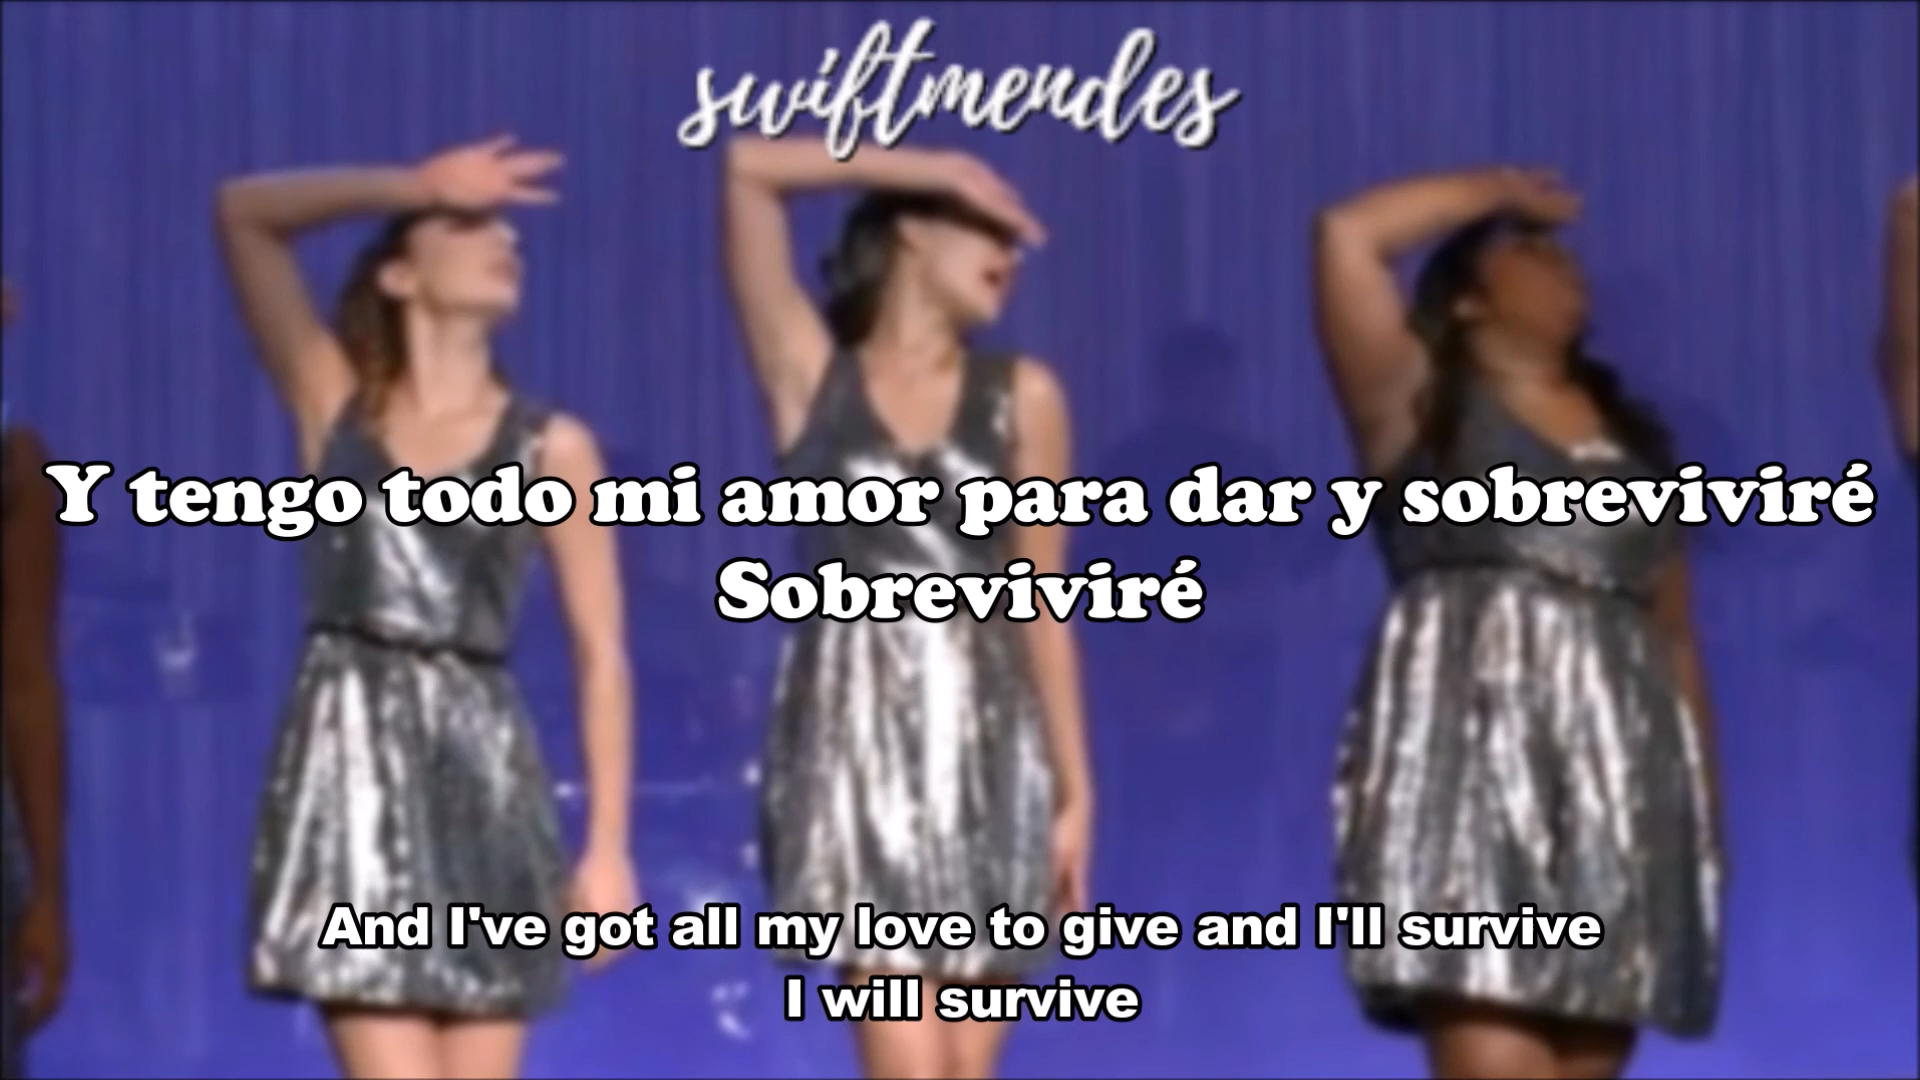 swiftmendes
Y tengo todo mi amor para dar y sobreviviré
Sobreviviré
And I've got all my love to give and I'll survive
I will survive